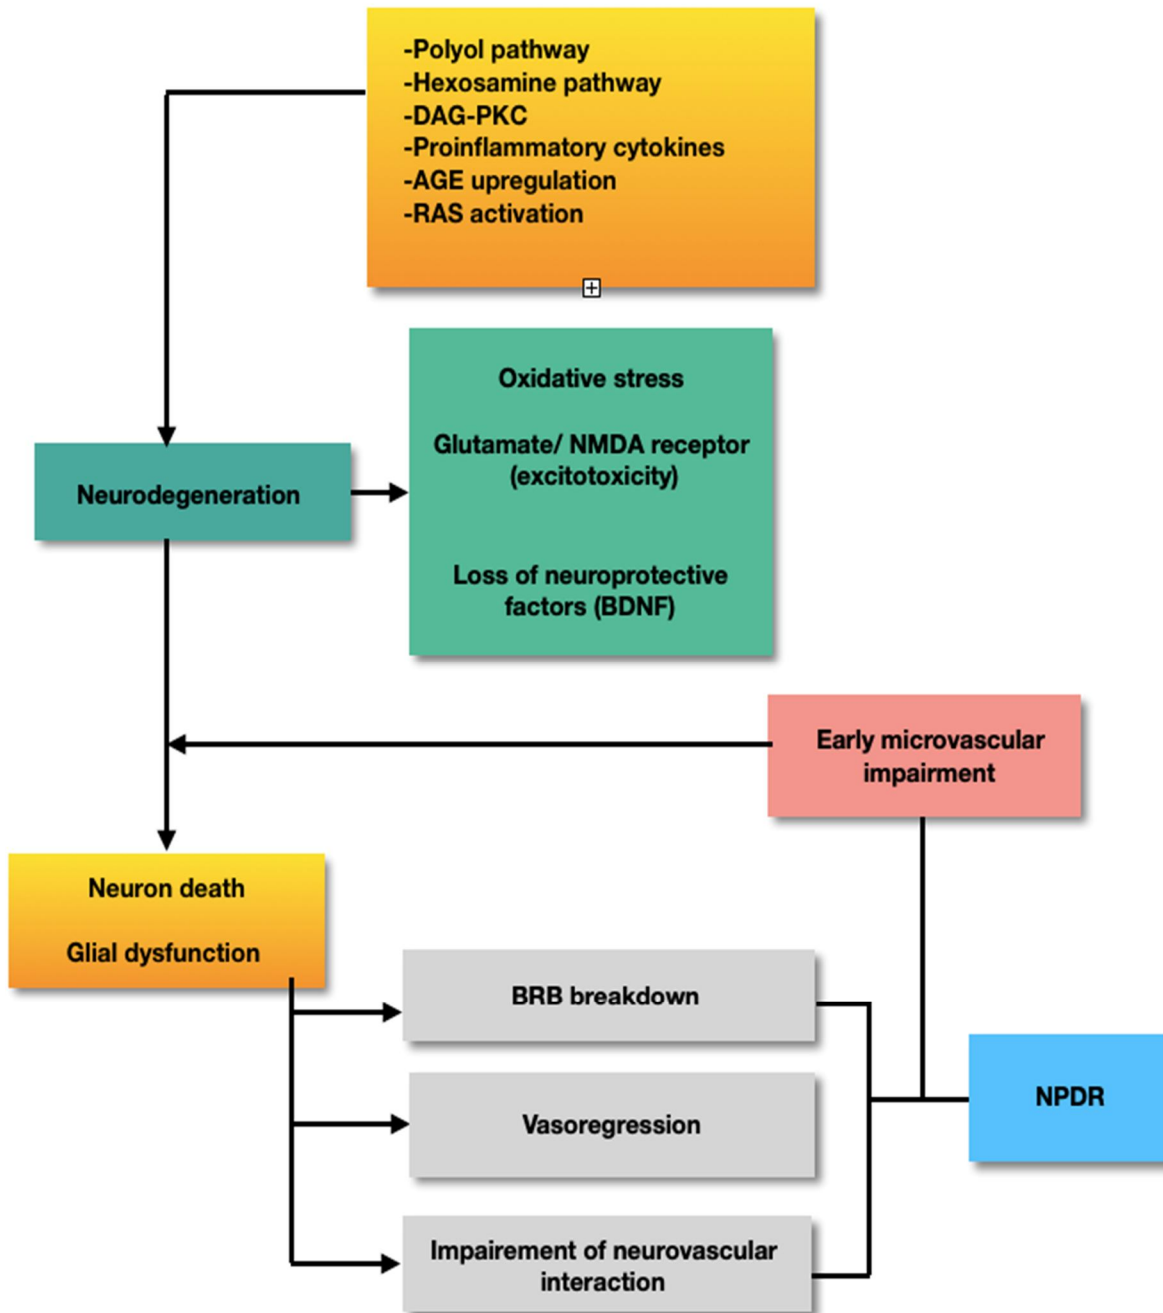 -Polyol pathway
-Hexosamine pathway
-DAG-PKC
-Proinflammatory cytokines
-AGE upregulation
-RAS activation
Oxidative stress
Glutamate/ NMDA receptor
(excitotoxicity)
Neurodegeneration
Loss of neuroprotective
factors (BDNF)
Early microvascular
impairment
Neuron death
Glial dysfunction
BRB breakdown
Vasoregression
NPDR
Impairement of neurovascular
interaction